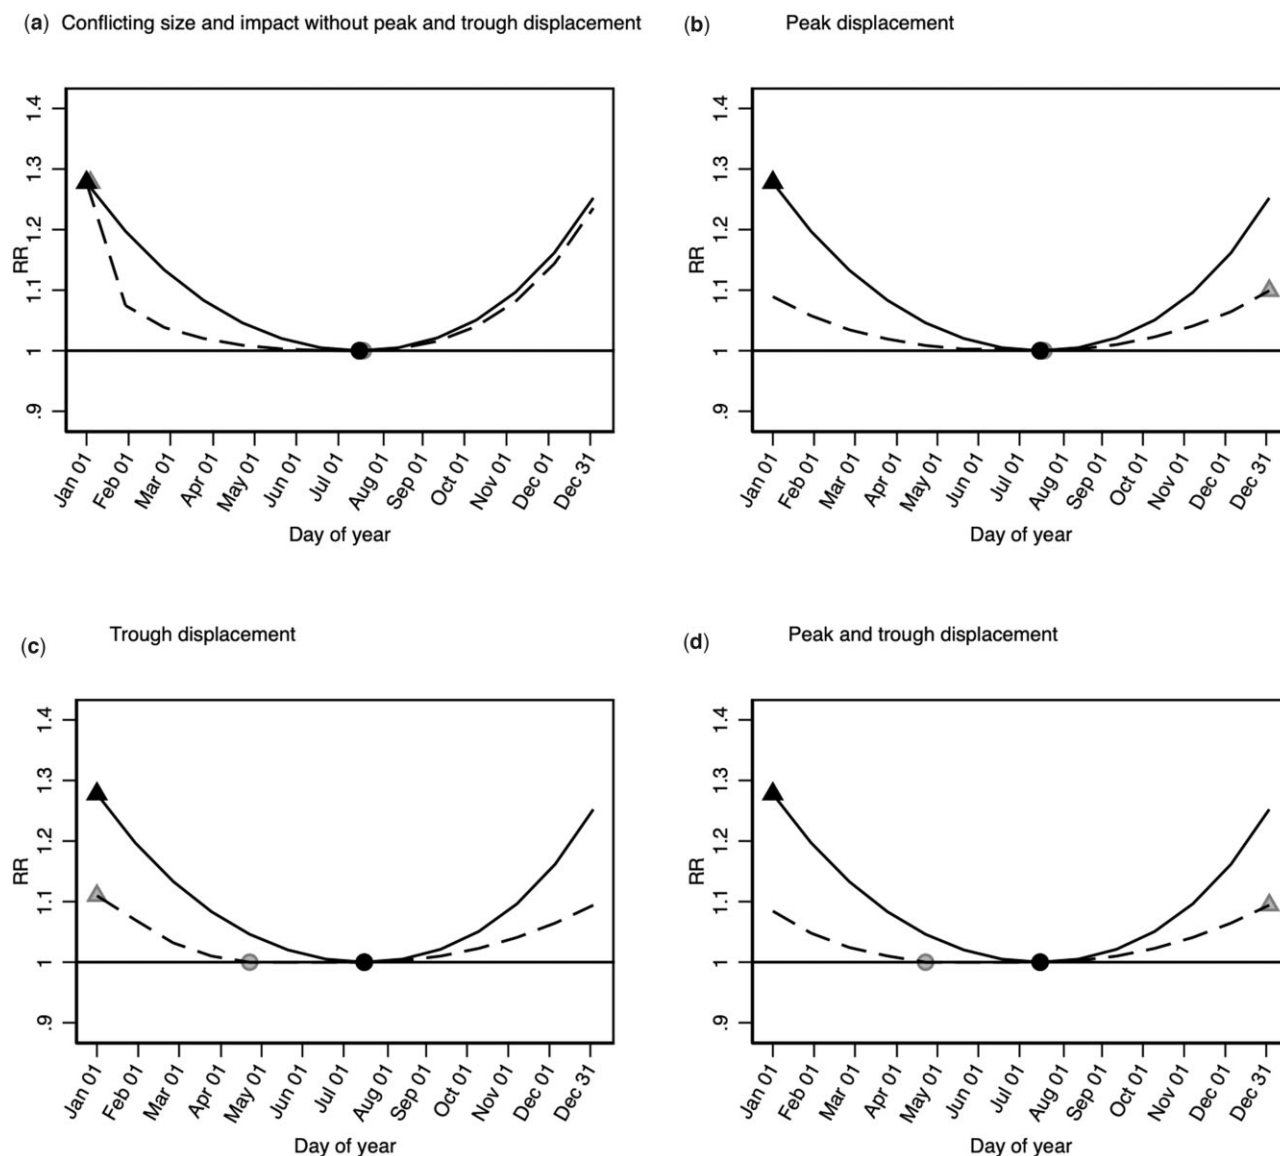 (a) Conflicting size and impact without peak and trough displacement
RR
1.4
1.3
1.2
1.1
1
.9
Jan 01
Feb 01
Mar 01
Apr 01
May 01
Jun 01
Jul 01
Aug 01
Sep 01
Oct 01
Nov 01
Dec 01
Dec 31
Day of year
(b) Peak displacement
RR
1.4
1.3
1.2
1.1
1
.9
Jan 01
Feb 01
Mar 01
Apr 01
May 01
Jun 01
Jul 01
Aug 01
Sep 01
Oct 01
Nov 01
Dec 01
Dec 31
Day of year
(c) Trough displacement
RR
1.4
1.3
1.2
1.1
1
.9
Jan 01
Feb 01
Mar 01
Apr 01
May 01
Jun 01
Jul 01
Aug 01
Sep 01
Oct 01
Nov 01
Dec 01
Dec 31
Day of year
(d) Peak and trough displacement
RR
1.4
1.3
1.2
1.1
1
.9
Jan 01
Feb 01
Mar 01
Apr 01
May 01
Jun 01
Jul 01
Aug 01
Sep 01
Oct 01
Nov 01
Dec 01
Dec 31
Day of year